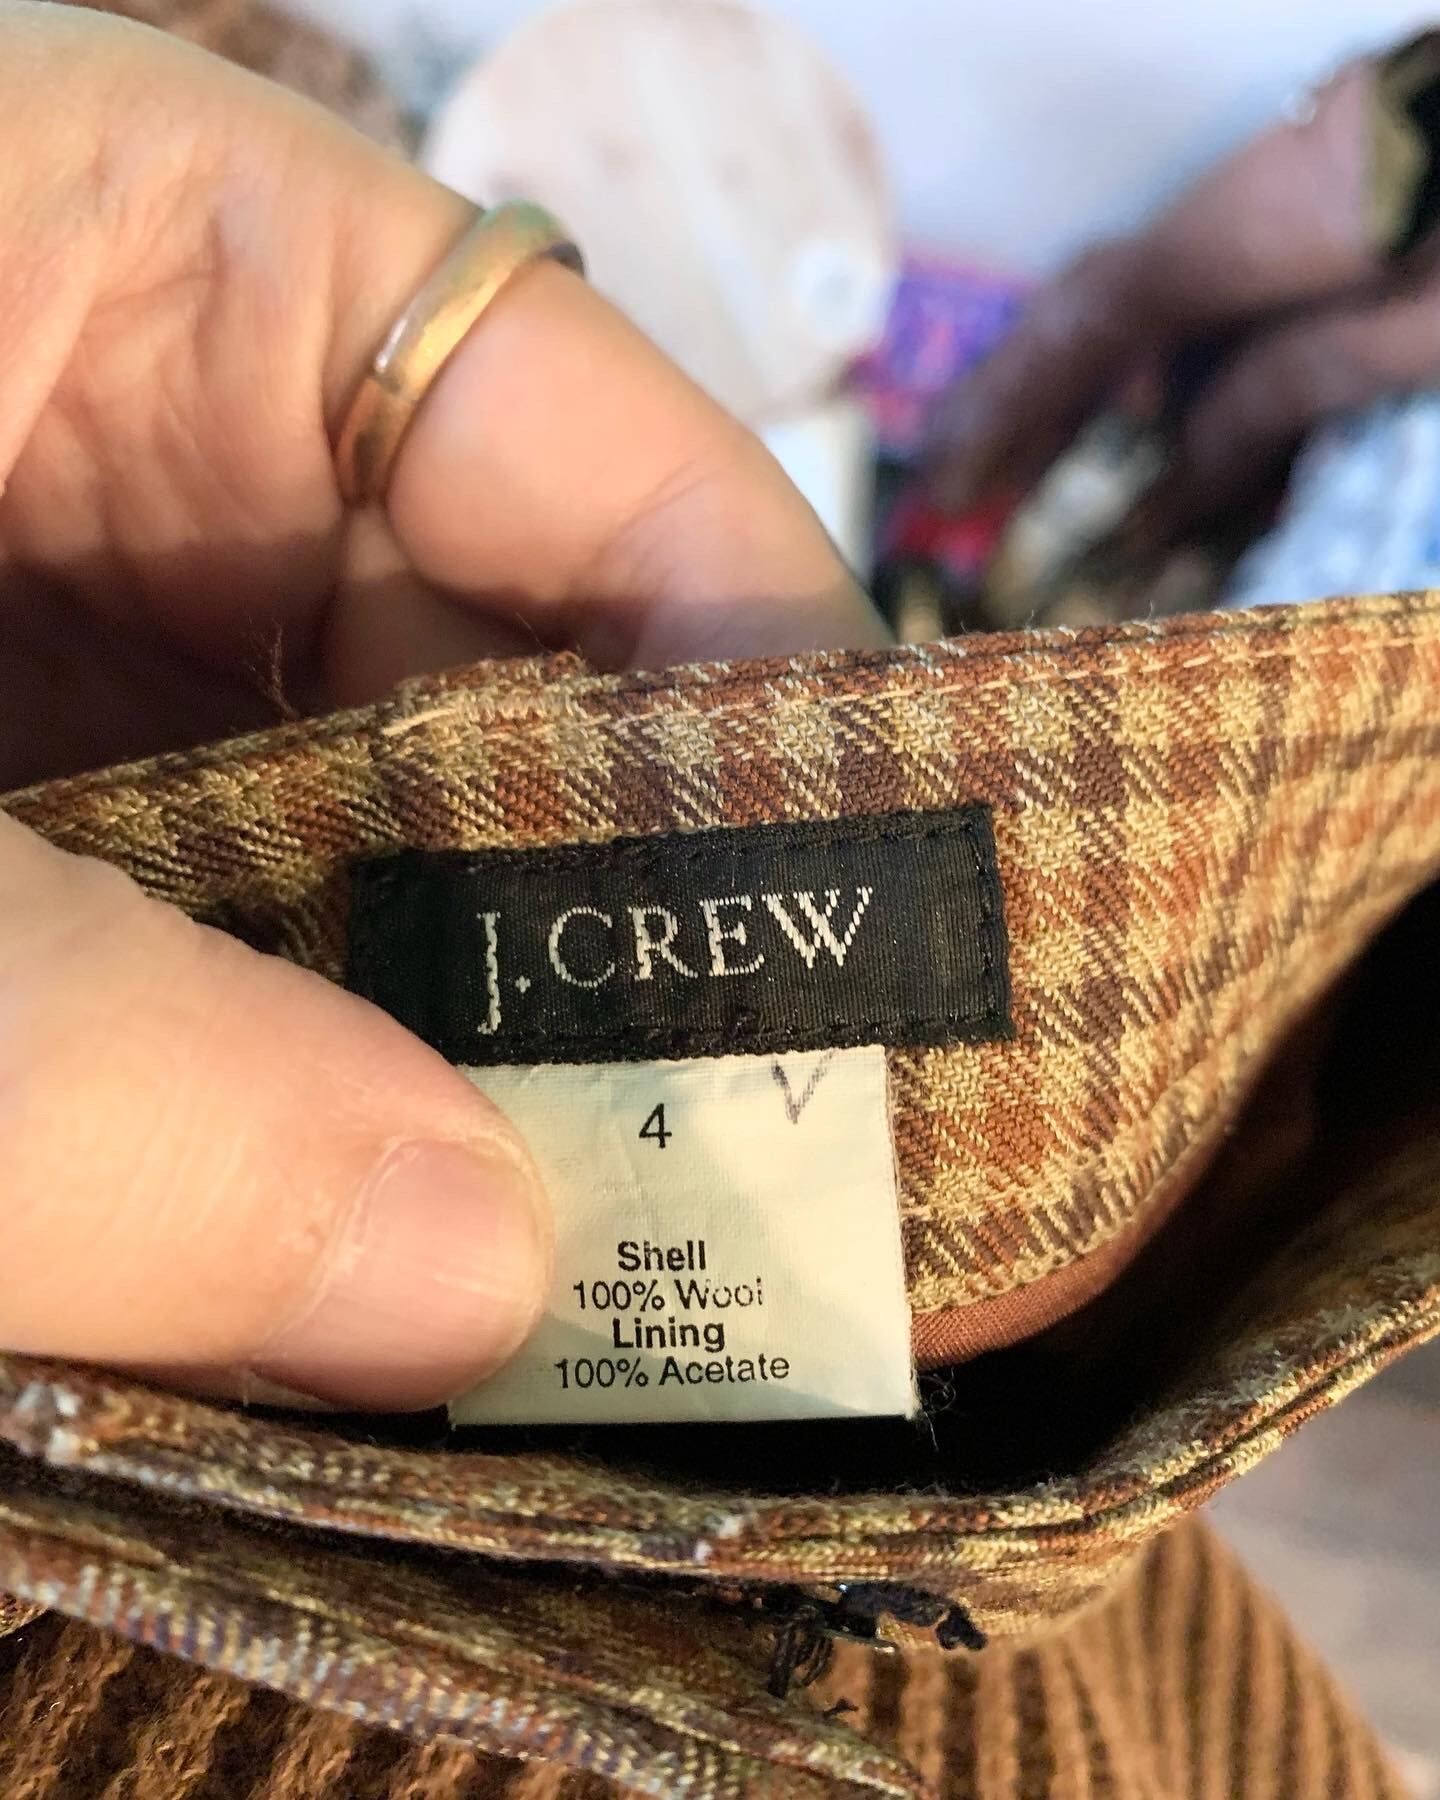 J.CREW
4
Shell
100% Wool
Lining
100% Acetate